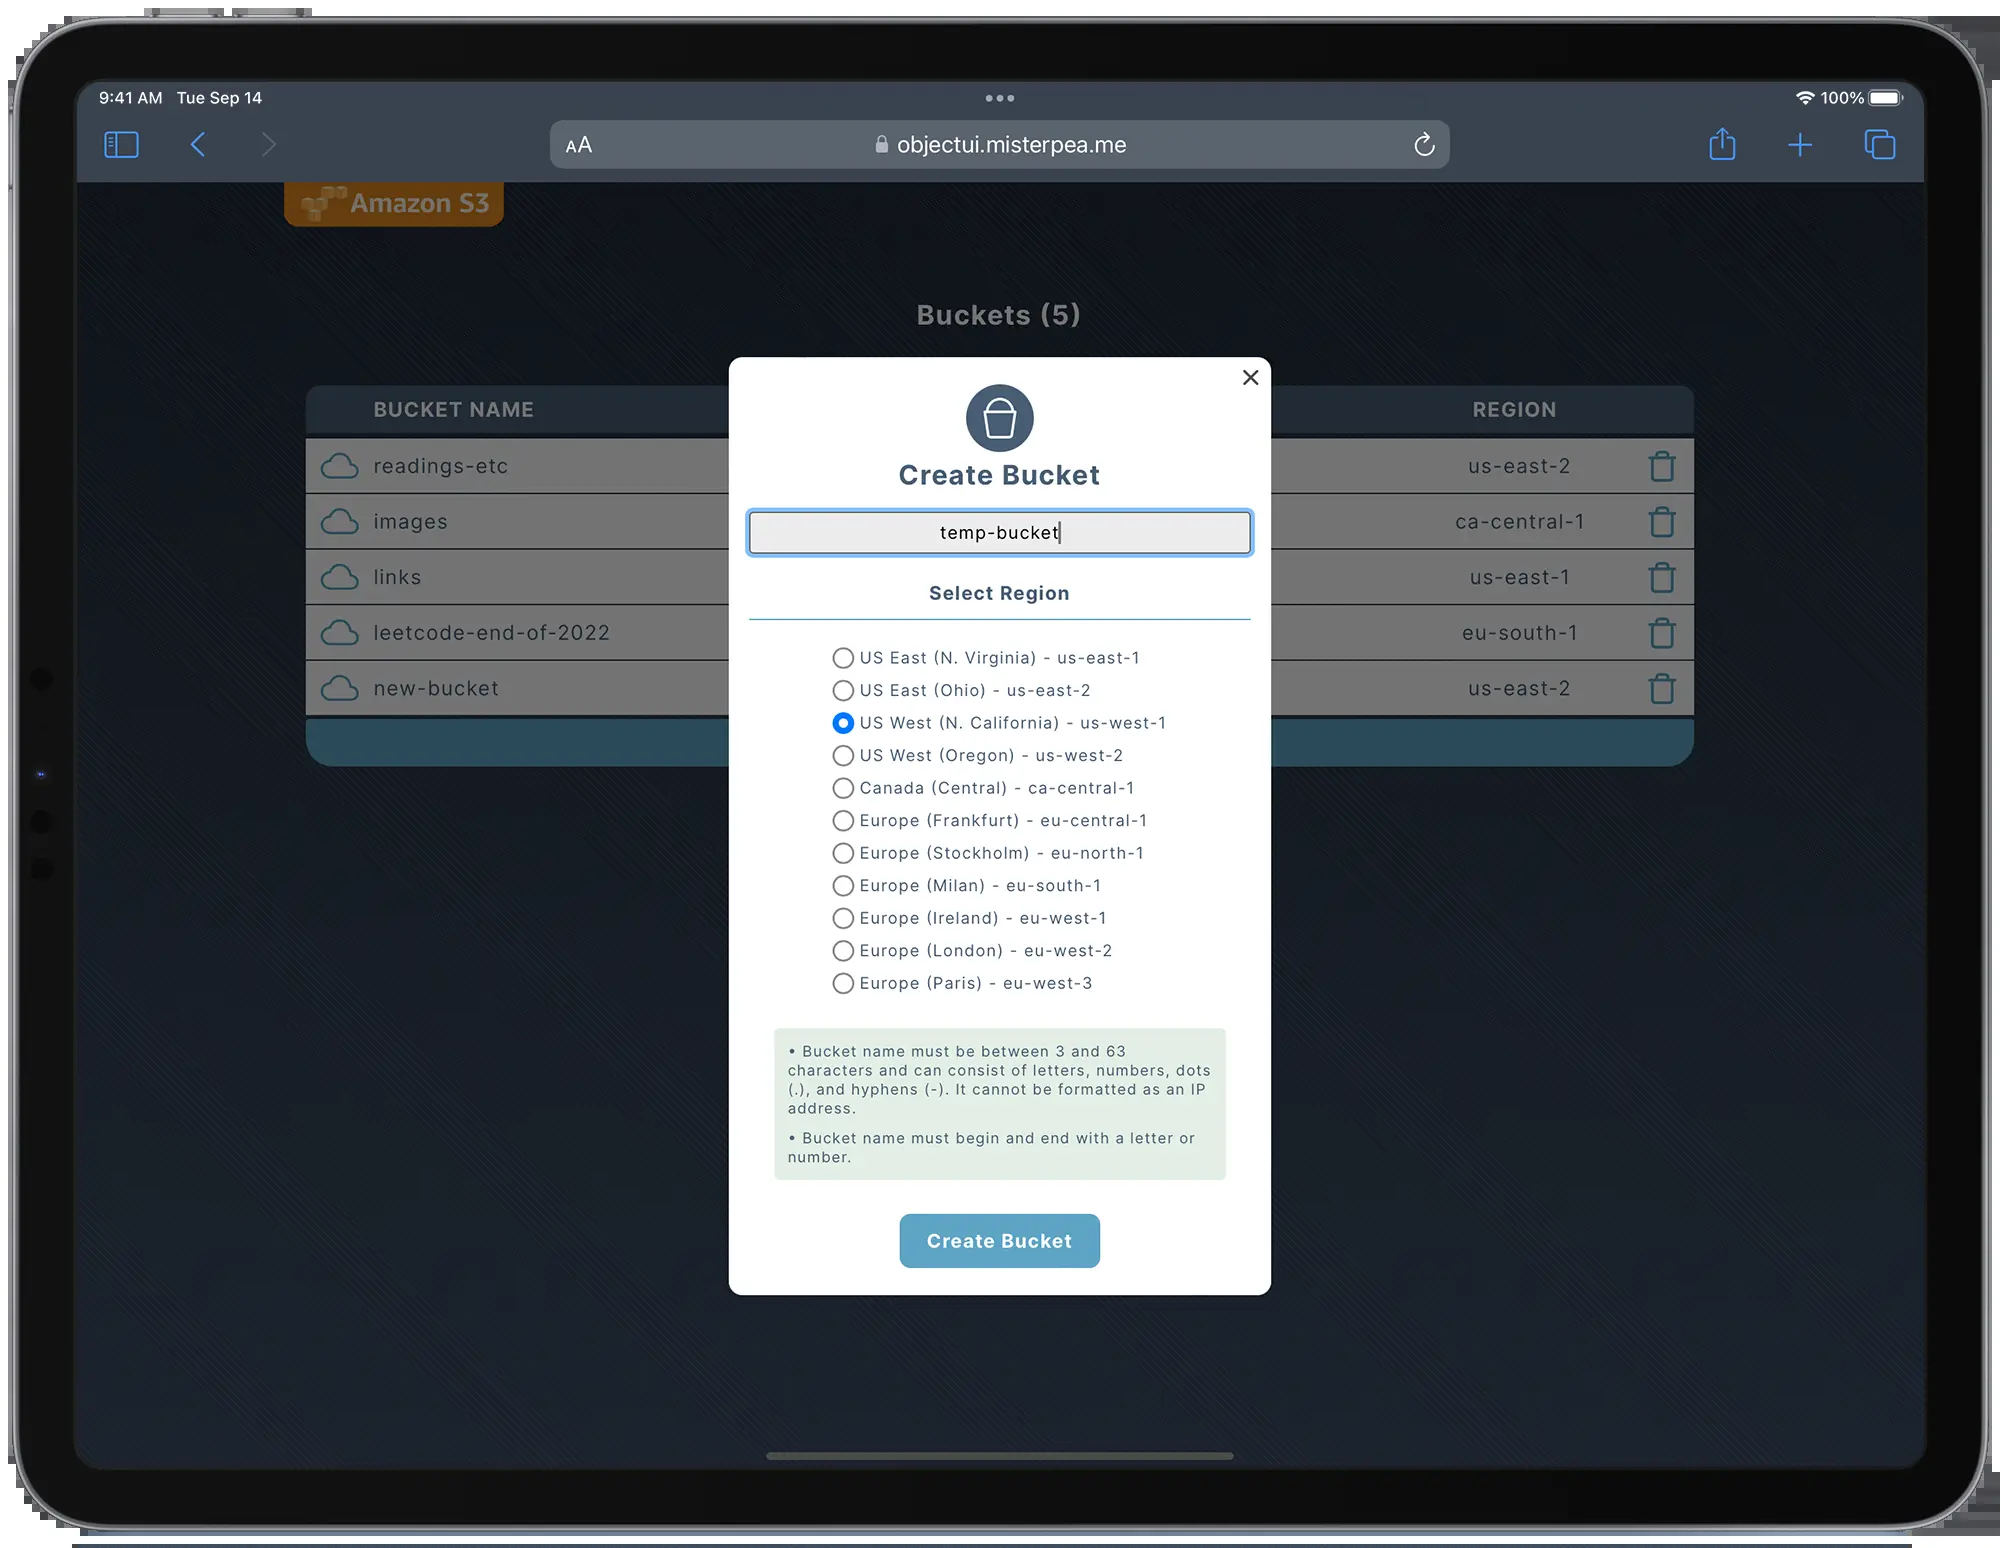 9:41 AM Tue Sep 14
100%
AA
objectui.misterpea.me
Amazon S3
Buckets (5)
BUCKET NAME
REGION
readings-etc
us-east-2
images
ca-central-1
links
us-east-1
leetcode-end-of-2022
eu-south-1
new-bucket
us-east-2
Create Bucket
temp-bucket
Select Region
US East (N. Virginia) - us-east-1
US East (Ohio) - us-east-2
US West (N. California) - us-west-1
US West (Oregon) - us-west-2
Canada (Central) - ca-central-1
Europe (Frankfurt) - eu-central-1
Europe (Stockholm) - eu-north-1
Europe (Milan) - eu-south-1
Europe (Ireland) - eu-west-1
Europe (London) - eu-west-2
Europe (Paris) - eu-west-3
• Bucket name must be between 3 and 63
characters and can consist of letters, numbers, dots
(.), and hyphens (-). It cannot be formatted as an IP
address.
• Bucket name must begin and end with a letter or
number.
Create Bucket